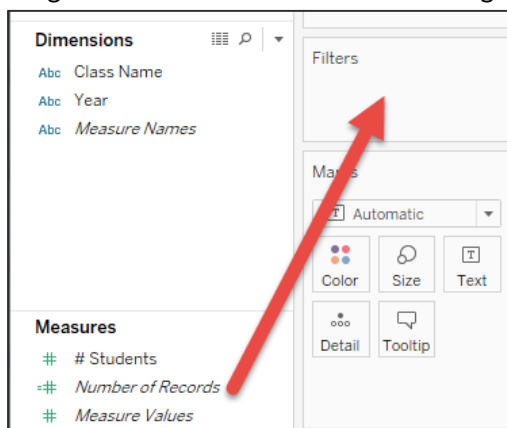 Dimensions
Abc Class Name
Abc Year
Abc Measure Names
Measures
# # Students
=# Number of Records
# Measure Values
Filters
Automatic
Color Size Text
Detail Tooltip